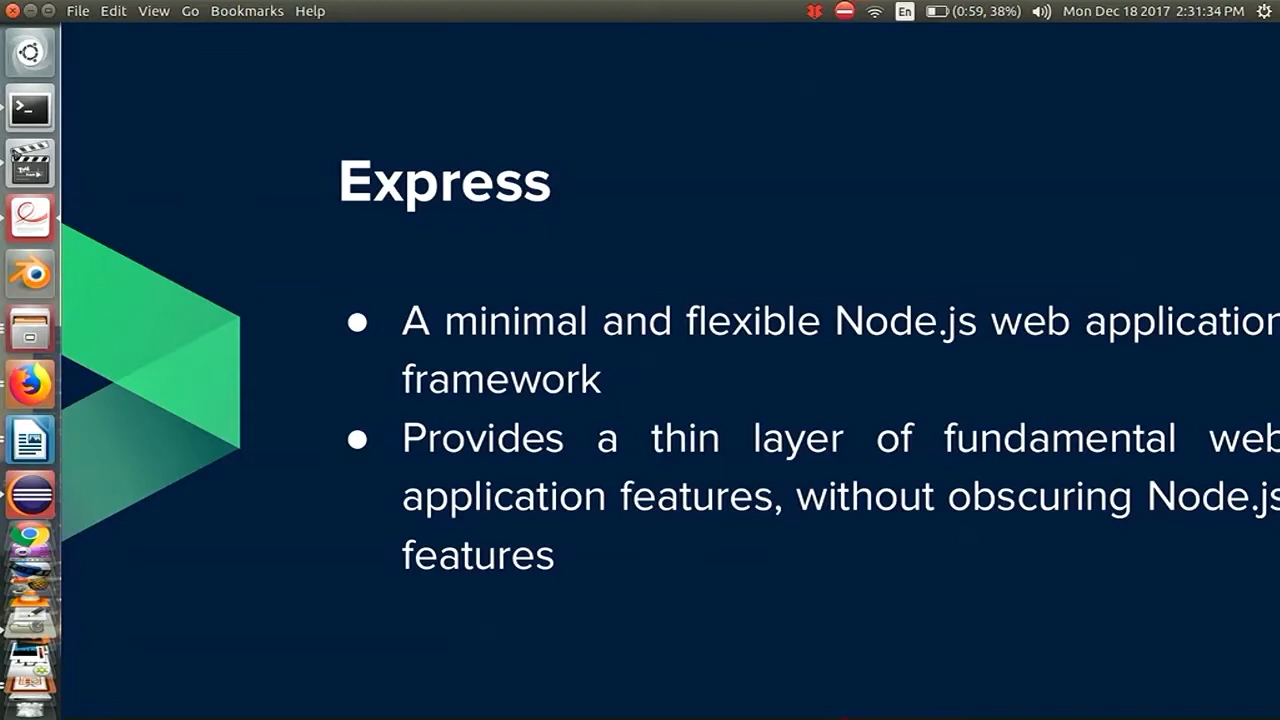 File Edit View Go Bookmarks Help
En (0:59, 38%) Mon Dec 18 2017 2:31:34 PM
Express
● A minimal and flexible Node.js web application
framework
● Provides a thin layer of fundamental web
application features, without obscuring Node.js
features